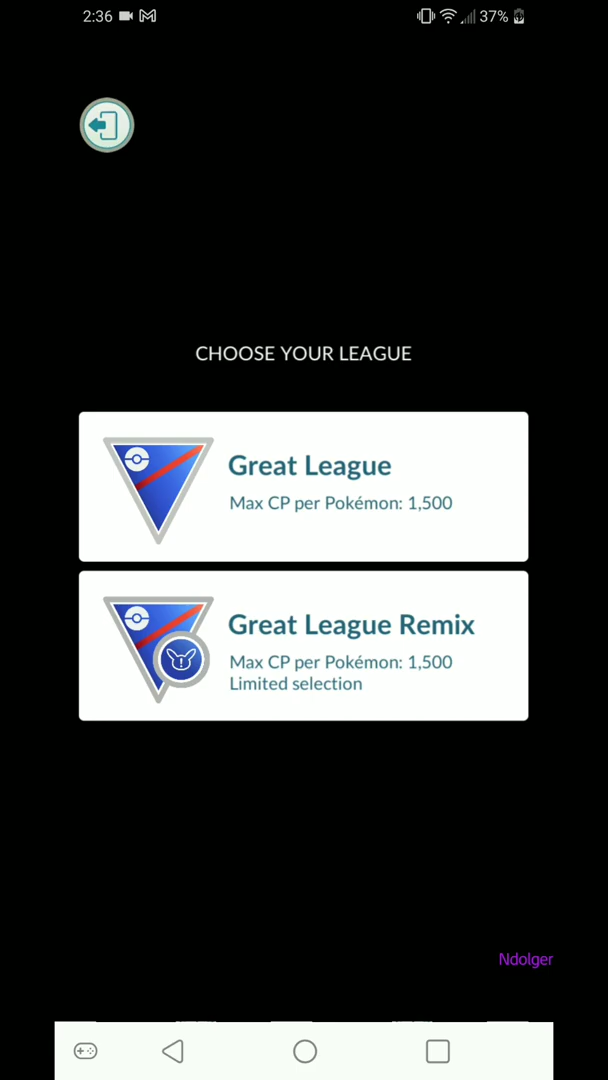 2:36
37%
CHOOSE YOUR LEAGUE
Great League
Max CP per Pokémon: 1,500
Great League Remix
Max CP per Pokémon: 1,500
Limited selection
Ndolger